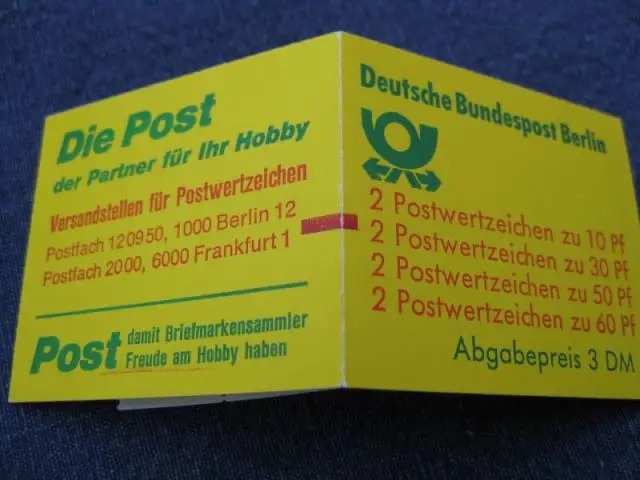 Die Post
der Partner für Ihr Hobby
Versandstellen für Postwertzeichen
Postfach 120950, 1000 Berlin 12
Postfach 2000, 6000 Frankfurt 1
Post damit Briefmarkensammler
Freude am Hobby haben
Deutsche Bundespost Berlin
2 Postwertzeichen zu 10 Pf
2 Postwertzeichen zu 30 Pf
2 Postwertzeichen zu 50 Pf
2 Postwertzeichen zu 60 Pf
Abgabepreis 3 DM